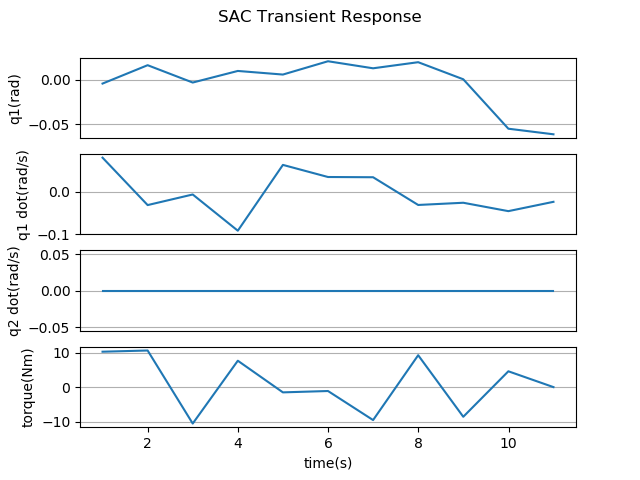 SAC Transient Response
q1(rad)
0.00
−0.05
q1 dot(rad/s)
0.0
−0.1
q2 dot(rad/s)
0.05
0.00
−0.05
torque(Nm)
10
0
−10
2 4 6 8 10
time(s)